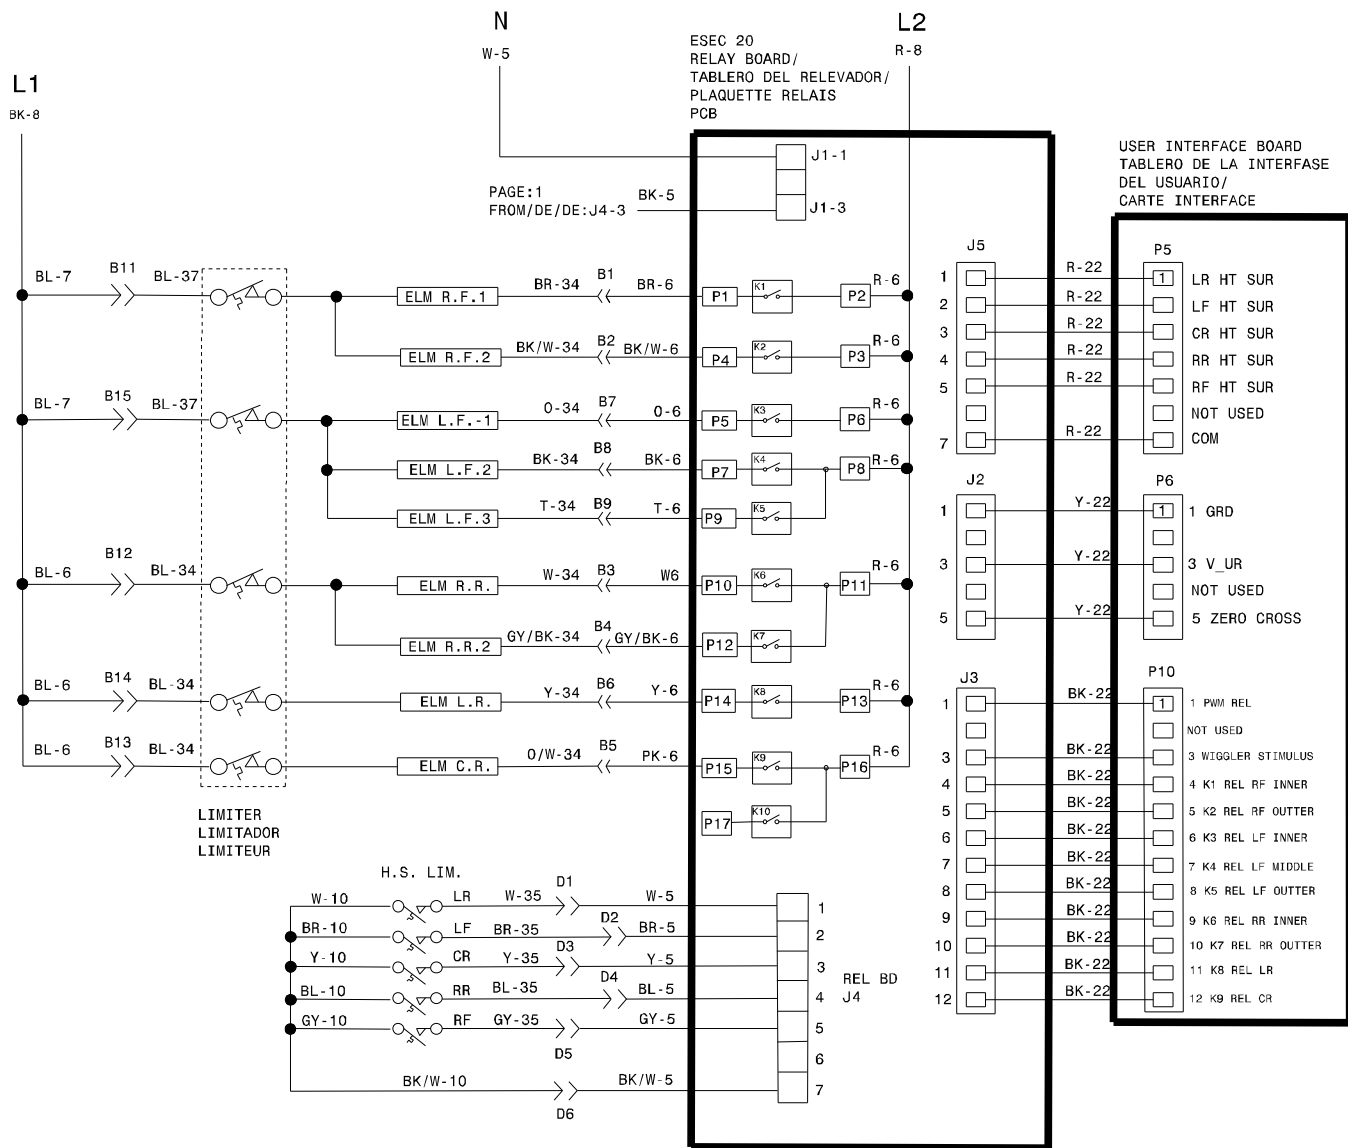 N
W-5
L2
R-8
ESEC 20
RELAY BOARD/
TABLERO DEL RELEVADOR/
PLAQUETTE RELAIS
PCB
L1
BK-8
J1-1
J1-3
PAGE:1
FROM/DE/DE:J4-3
BK-5
USER INTERFACE BOARD
TABLERO DE LA INTERFASE
DEL USUARIO/
CARTE INTERFACE
BL-7 B11 BL-37 ELM R.F.1 BR-34 B1 BR-6 P1 K1 P2 R-6
ELM R.F.2 BK/W-34 B2 BK/W-6 P4 K2 P3 R-6
BL-7 B15 BL-37 ELM L.F.-1 O-34 B7 O-6 P5 K3 P6 R-6
ELM L.F.2 BK-34 B8 BK-6 P7 K4 P8 R-6
ELM L.F.3 T-34 B9 T-6 P9 K5
BL-6 B12 BL-34 ELM R.R. W-34 B3 W6 P10 K6 P11 R-6
ELM R.R.2 GY/BK-34 B4 GY/BK-6 P12 K7
BL-6 B14 BL-34 ELM L.R. Y-34 B6 Y-6 P14 K8 P13 R-6
BL-6 B13 BL-34 ELM C.R. O/W-34 B5 PK-6 P15 K9 P16 R-6
P17 K10
LIMITER
LIMITADOR
LIMITEUR
J5 P5
1 R-22 1 LR HT SUR
2 R-22 LF HT SUR
3 R-22 CR HT SUR
4 R-22 RR HT SUR
5 R-22 RF HT SUR
NOT USED
7 R-22 COM
J2 P6
1 Y-22 1 1 GRD
3 Y-22 3 V_UR
NOT USED
5 Y-22 5 ZERO CROSS
J3 P10
1 BK-22 1 1 PWM REL
NOT USED
3 BK-22 3 WIGGLER STIMULUS
4 BK-22 4 K1 REL RF INNER
5 BK-22 5 K2 REL RF OUTTER
6 BK-22 6 K3 REL LF INNER
7 BK-22 7 K4 REL LF MIDDLE
8 BK-22 8 K5 REL LF OUTTER
9 BK-22 9 K6 REL RR INNER
10 BK-22 10 K7 REL RR OUTTER
11 BK-22 11 K8 REL LR
12 BK-22 12 K9 REL CR
H.S. LIM.
W-10 LR W-35 D1 W-5 1
BR-10 LF BR-35 D2 BR-5 2
Y-10 CR Y-35 D3 Y-5 3
BL-10 RR BL-35 D4 BL-5 4
GY-10 RF GY-35 D5 GY-5 5
6
BK/W-10 D6 BK/W-5 7
REL BD
J4